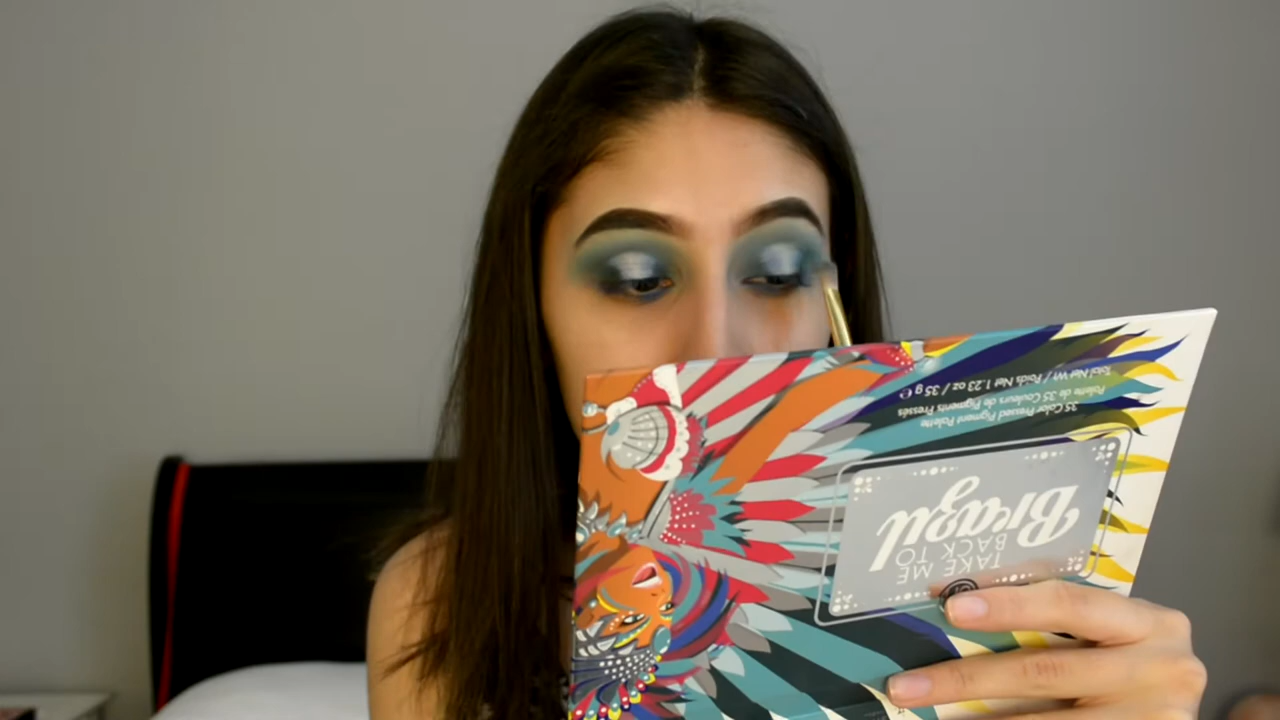 TAKE ME
BACK TO
Brazil
35 Color Pressed Pigment Palette
Palette de 35 Couleurs de Pigments Pressés
Total Net Wt / Poids Net 1.23 oz / 35 g